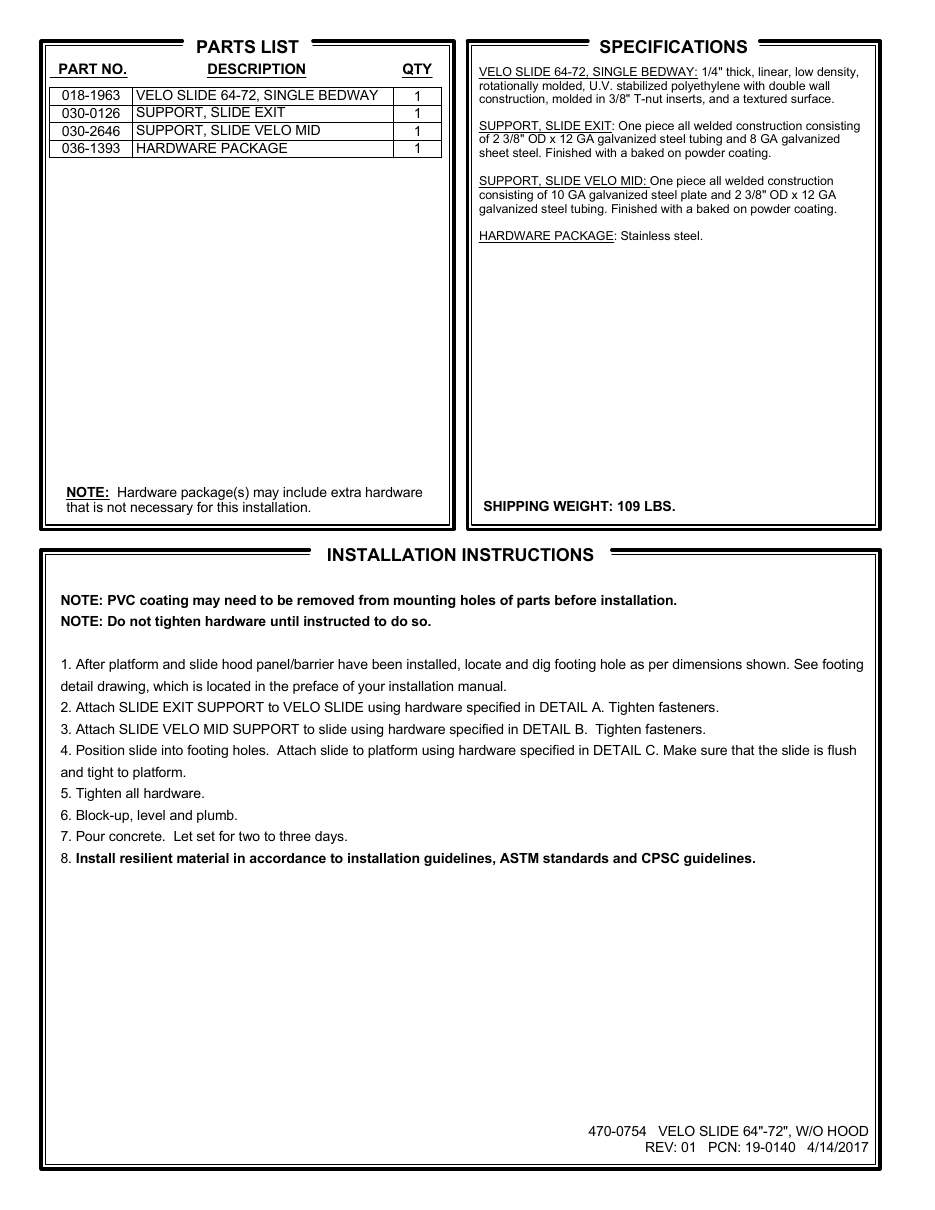 PARTS LIST
PART NO. DESCRIPTION QTY
018-1963 VELO SLIDE 64-72, SINGLE BEDWAY 1
030-0126 SUPPORT, SLIDE EXIT 1
030-2646 SUPPORT, SLIDE VELO MID 1
036-1393 HARDWARE PACKAGE 1
NOTE: Hardware package(s) may include extra hardware
that is not necessary for this installation.
SPECIFICATIONS
VELO SLIDE 64-72, SINGLE BEDWAY: 1/4" thick, linear, low density,
rotationally molded, U.V. stabilized polyethylene with double wall
construction, molded in 3/8" T-nut inserts, and a textured surface.
SUPPORT, SLIDE EXIT: One piece all welded construction consisting
of 2 3/8" OD x 12 GA galvanized steel tubing and 8 GA galvanized
sheet steel. Finished with a baked on powder coating.
SUPPORT, SLIDE VELO MID: One piece all welded construction
consisting of 10 GA galvanized steel plate and 2 3/8" OD x 12 GA
galvanized steel tubing. Finished with a baked on powder coating.
HARDWARE PACKAGE: Stainless steel.
SHIPPING WEIGHT: 109 LBS.
INSTALLATION INSTRUCTIONS
NOTE: PVC coating may need to be removed from mounting holes of parts before installation.
NOTE: Do not tighten hardware until instructed to do so.
1. After platform and slide hood panel/barrier have been installed, locate and dig footing hole as per dimensions shown. See footing
detail drawing, which is located in the preface of your installation manual.
2. Attach SLIDE EXIT SUPPORT to VELO SLIDE using hardware specified in DETAIL A. Tighten fasteners.
3. Attach SLIDE VELO MID SUPPORT to slide using hardware specified in DETAIL B. Tighten fasteners.
4. Position slide into footing holes. Attach slide to platform using hardware specified in DETAIL C. Make sure that the slide is flush
and tight to platform.
5. Tighten all hardware.
6. Block-up, level and plumb.
7. Pour concrete. Let set for two to three days.
8. Install resilient material in accordance to installation guidelines, ASTM standards and CPSC guidelines.
470-0754 VELO SLIDE 64"-72", W/O HOOD
REV: 01 PCN: 19-0140 4/14/2017